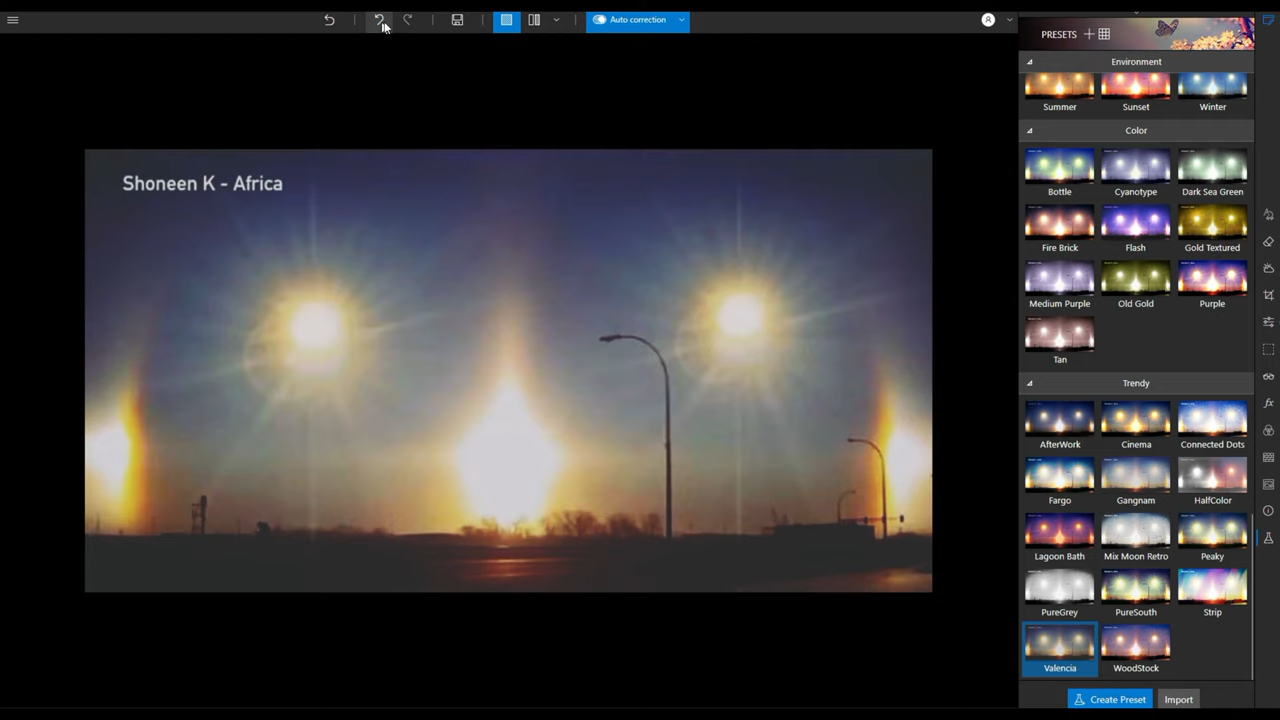 Auto correction
PRESETS
Environment
Summer Sunset Winter
Color
Bottle Cyanotype Dark Sea Green
Fire Brick Flash Gold Textured
Medium Purple Old Gold Purple
Tan
Trendy
AfterWork Cinema Connected Dots
Fargo Gangnam HalfColor
Lagoon Bath Mix Moon Retro Peaky
PureGrey PureSouth Strip
Valencia WoodStock
Create Preset Import
Shoneen K - Africa